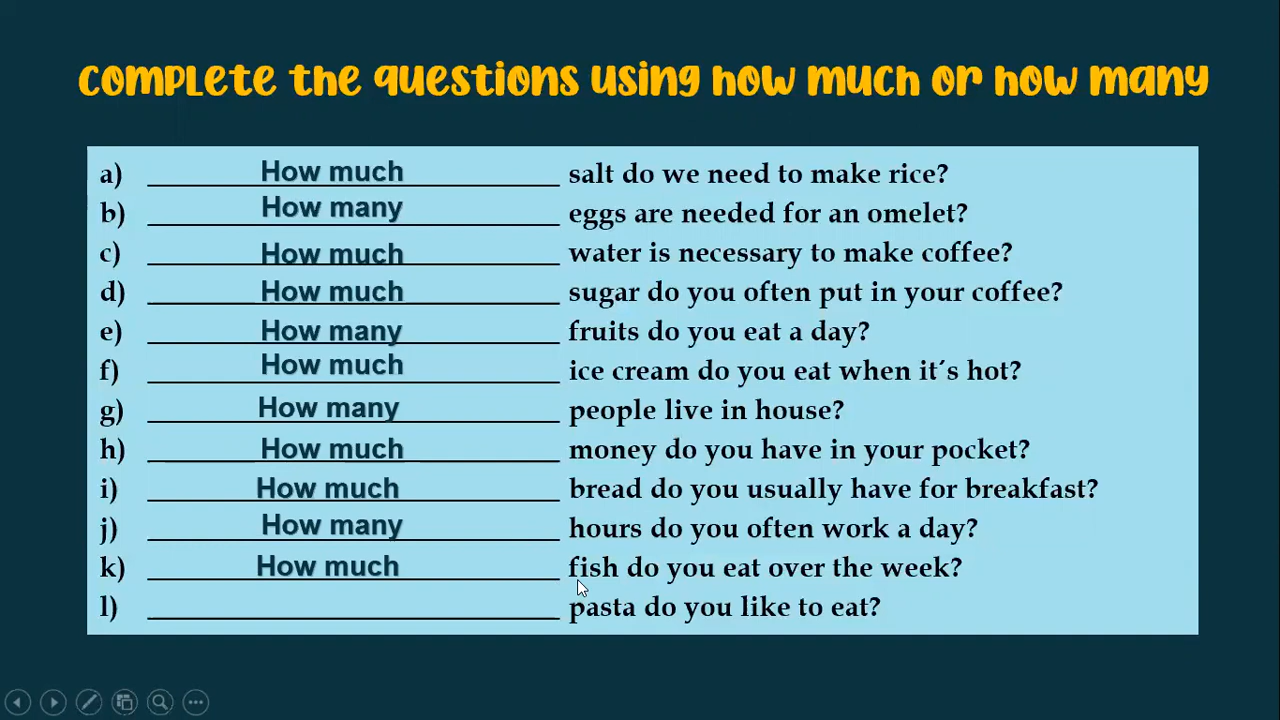 complete the questions using how much or how many
a) How much salt do we need to make rice?
b) How many eggs are needed for an omelet?
c) How much water is necessary to make coffee?
d) How much sugar do you often put in your coffee?
e) How many fruits do you eat a day?
f) How much ice cream do you eat when it´s hot?
g) How many people live in house?
h) How much money do you have in your pocket?
i) How much bread do you usually have for breakfast?
j) How many hours do you often work a day?
k) How much fish do you eat over the week?
l) ______________ pasta do you like to eat?